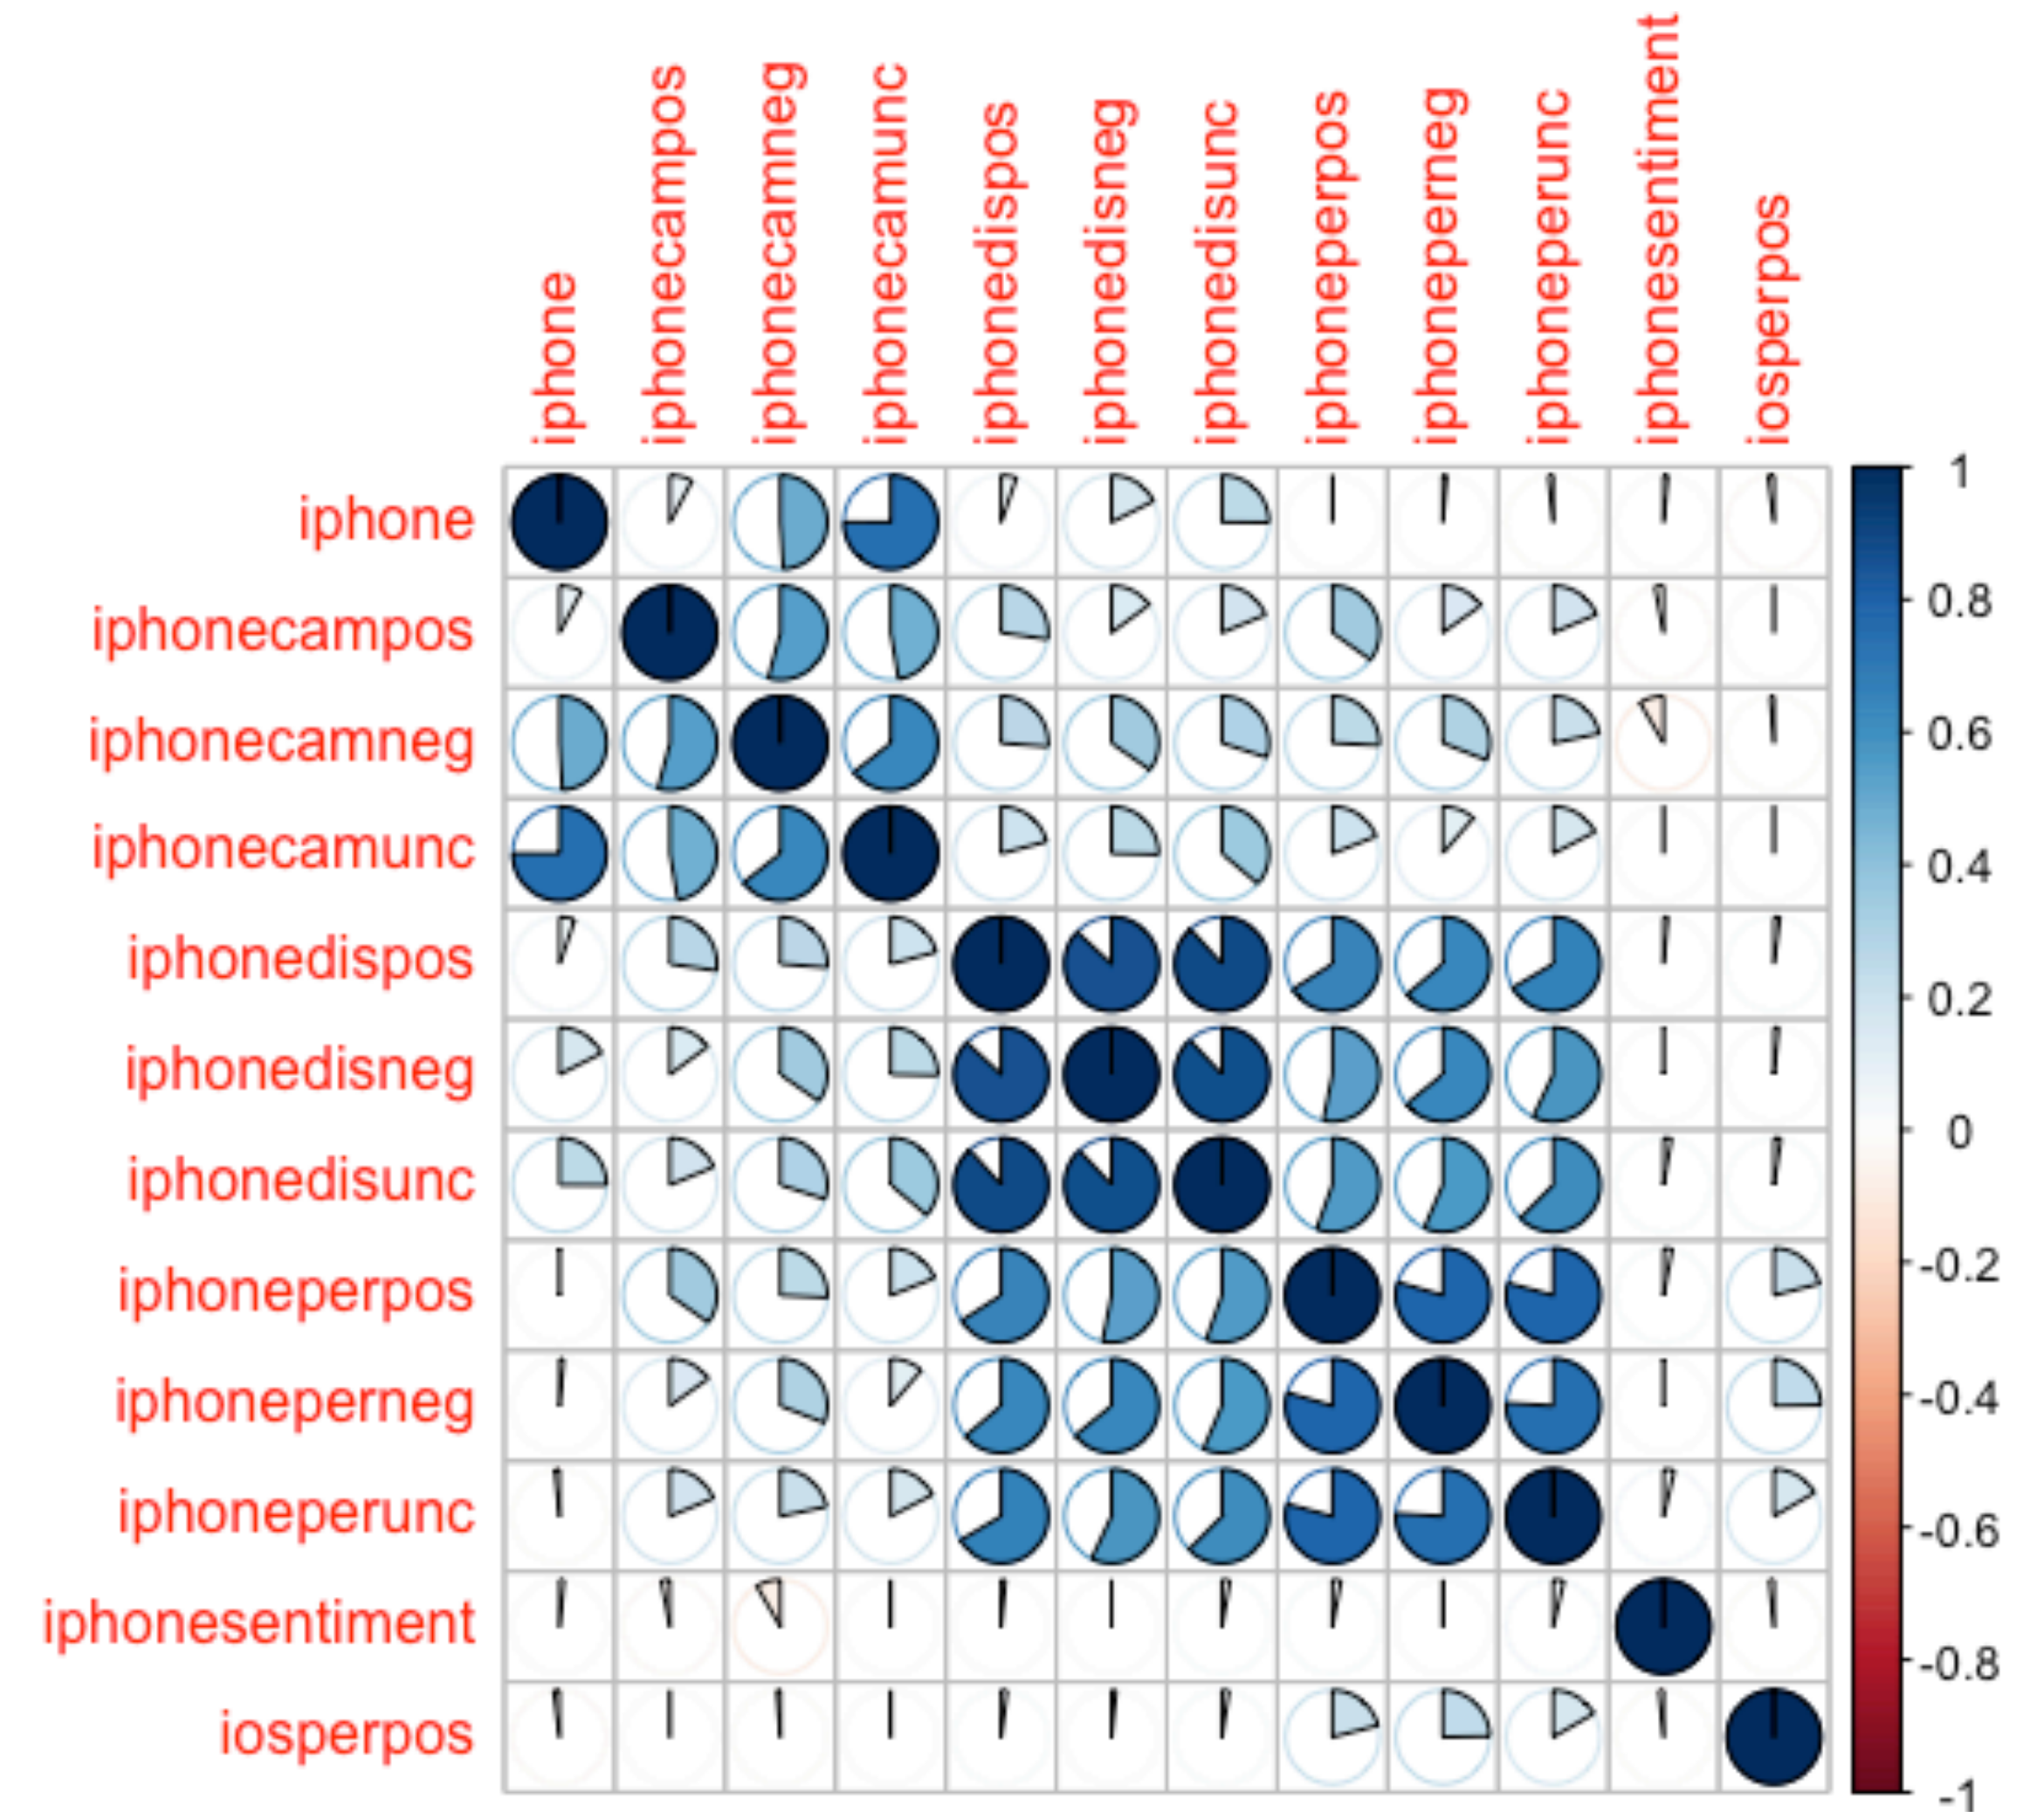 iphone
iphonecampos
iphonecamneg
iphonecamunc
iphonedispos
iphonedisneg
iphonedisunc
iphoneperpos
iphoneperneg
iphoneperunc
iphonesentiment
iosperpos
iphone
iphonecampos
iphonecamneg
iphonecamunc
iphonedispos
iphonedisneg
iphonedisunc
iphoneperpos
iphoneperneg
iphoneperunc
iphonesentiment
iosperpos
1
0.8
0.6
0.4
0.2
0
-0.2
-0.4
-0.6
-0.8
-1